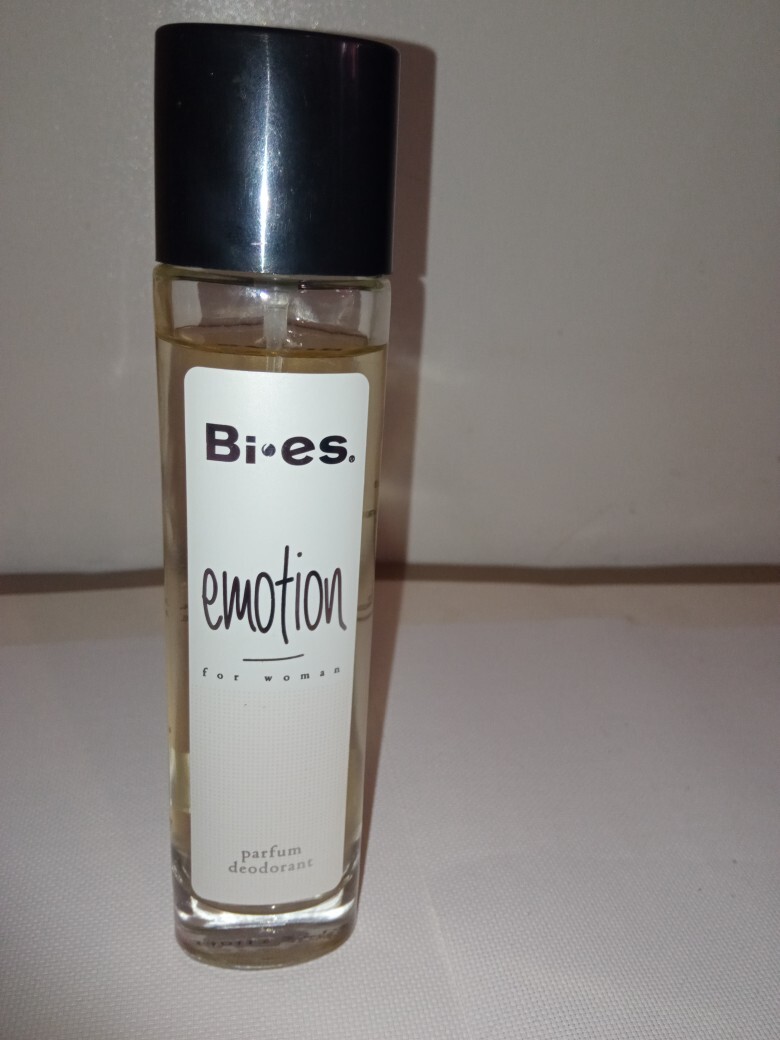 Bi•es®
emotion
for woman
parfum
deodorant